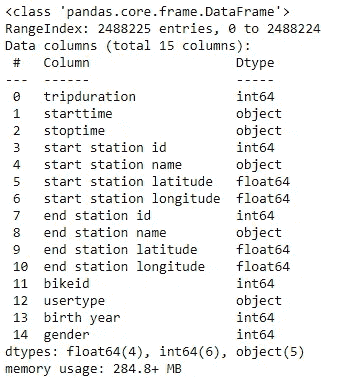 <class 'pandas.core.frame.DataFrame'>
RangeIndex: 2488225 entries, 0 to 2488224
Data columns (total 15 columns):
 #   Column                   Dtype
---  ------                   -----
 0   tripduration             int64
 1   starttime                object
 2   stoptime                 object
 3   start station id         int64
 4   start station name       object
 5   start station latitude   float64
 6   start station longitude  float64
 7   end station id           int64
 8   end station name         object
 9   end station latitude     float64
 10  end station longitude    float64
 11  bikeid                   int64
 12  usertype                 object
 13  birth year               int64
 14  gender                   int64
dtypes: float64(4), int64(6), object(5)
memory usage: 284.8+ MB